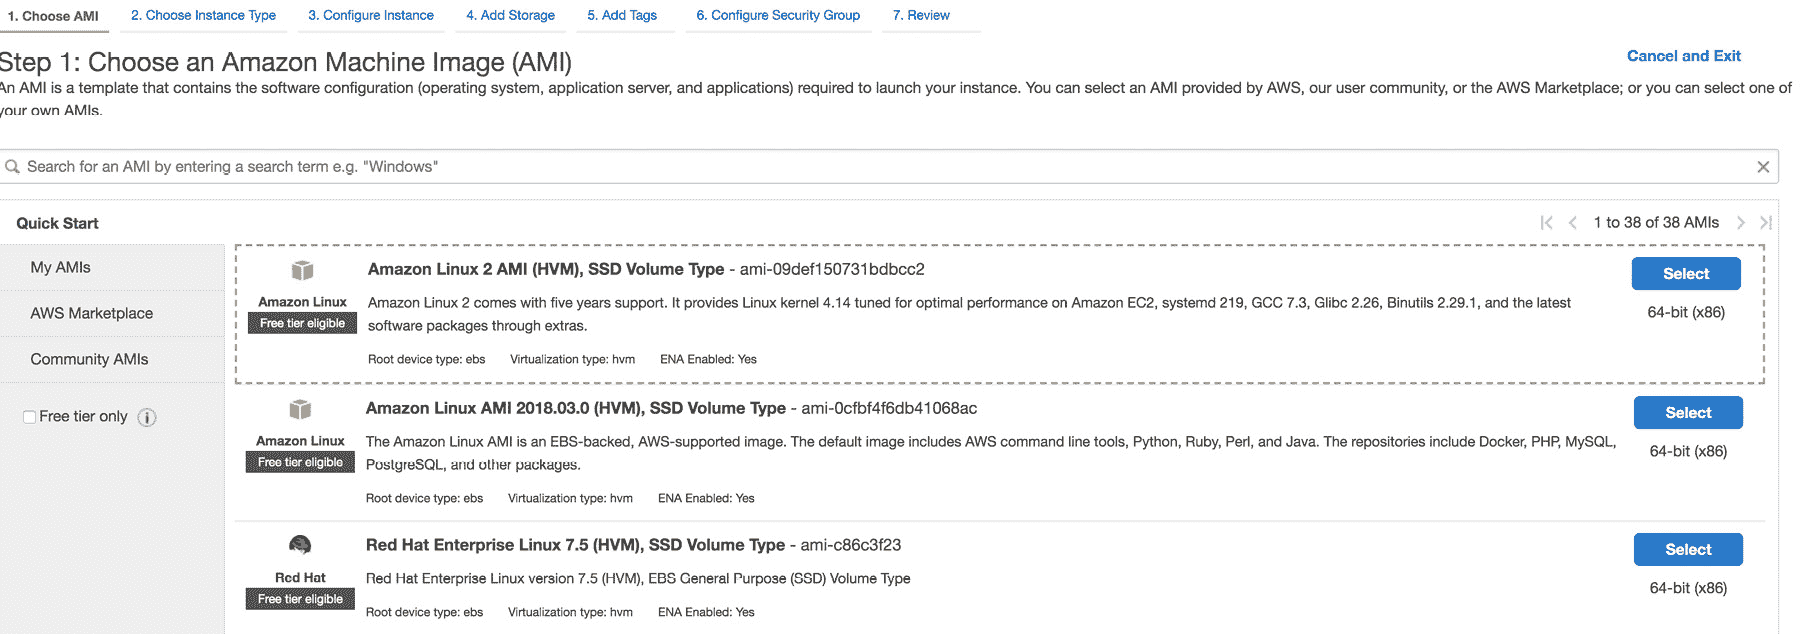 1. Choose AMI 2. Choose Instance Type 3. Configure Instance 4. Add Storage 5. Add Tags 6. Configure Security Group 7. Review
Step 1: Choose an Amazon Machine Image (AMI)
Cancel and Exit
An AMI is a template that contains the software configuration (operating system, application server, and applications) required to launch your instance. You can select an AMI provided by AWS, our user community, or the AWS Marketplace; or you can select one of
your own AMIs.
Search for an AMI by entering a search term e.g. "Windows"
Quick Start
1 to 38 of 38 AMIs
My AMIs
AWS Marketplace
Community AMIs
Free tier only
Amazon Linux
Free tier eligible
Amazon Linux 2 AMI (HVM), SSD Volume Type - ami-09def150731bdbcc2
Amazon Linux 2 comes with five years support. It provides Linux kernel 4.14 tuned for optimal performance on Amazon EC2, systemd 219, GCC 7.3, Glibc 2.26, Binutils 2.29.1, and the latest
software packages through extras.
Root device type: ebs Virtualization type: hvm ENA Enabled: Yes
Select
64-bit (x86)
Amazon Linux
Free tier eligible
Amazon Linux AMI 2018.03.0 (HVM), SSD Volume Type - ami-0cfbf4f6db41068ac
The Amazon Linux AMI is an EBS-backed, AWS-supported image. The default image includes AWS command line tools, Python, Ruby, Perl, and Java. The repositories include Docker, PHP, MySQL,
PostgreSQL, and other packages.
Root device type: ebs Virtualization type: hvm ENA Enabled: Yes
Select
64-bit (x86)
Red Hat
Free tier eligible
Red Hat Enterprise Linux 7.5 (HVM), SSD Volume Type - ami-c86c3f23
Red Hat Enterprise Linux version 7.5 (HVM), EBS General Purpose (SSD) Volume Type
Root device type: ebs Virtualization type: hvm ENA Enabled: Yes
Select
64-bit (x86)